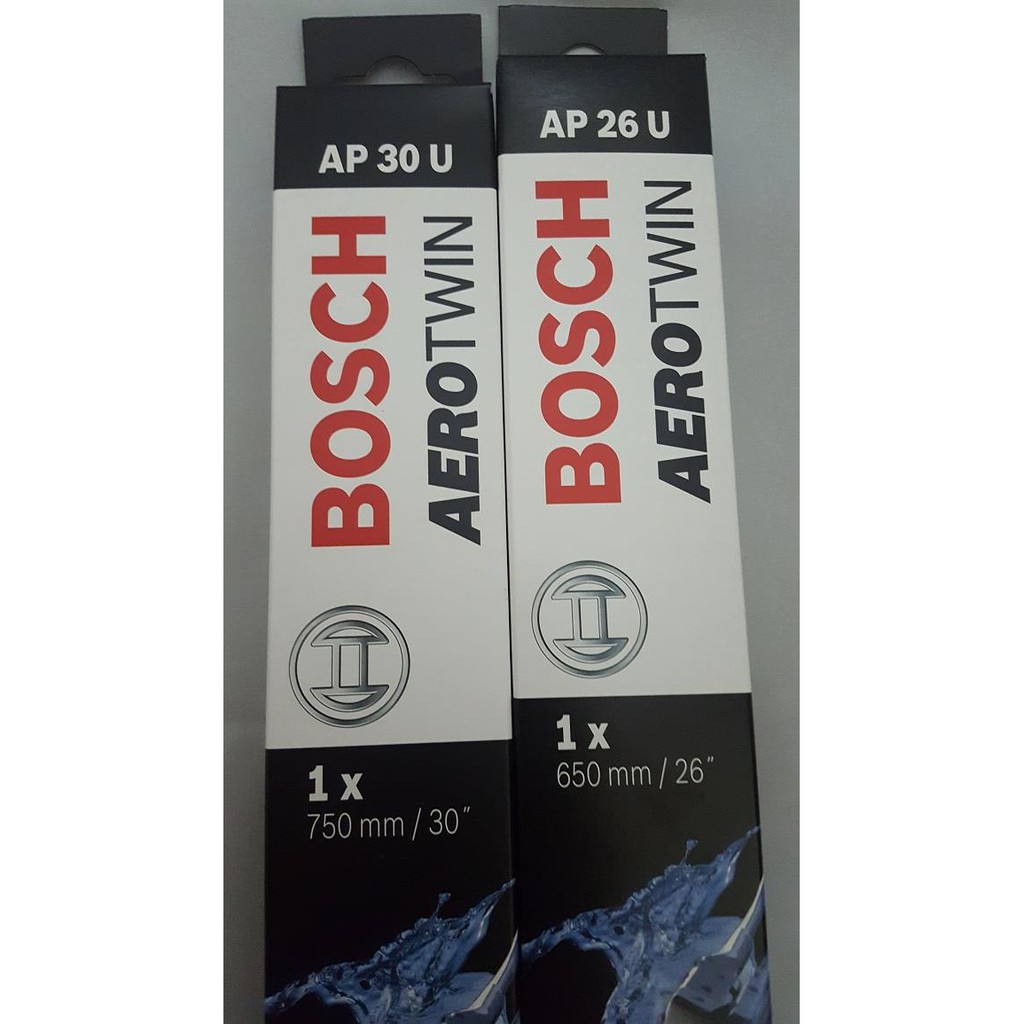 AP 30 U
BOSCH
AEROTWIN
1 x
750 mm / 30”
AP 26 U
BOSCH
AEROTWIN
1 x
650 mm / 26”